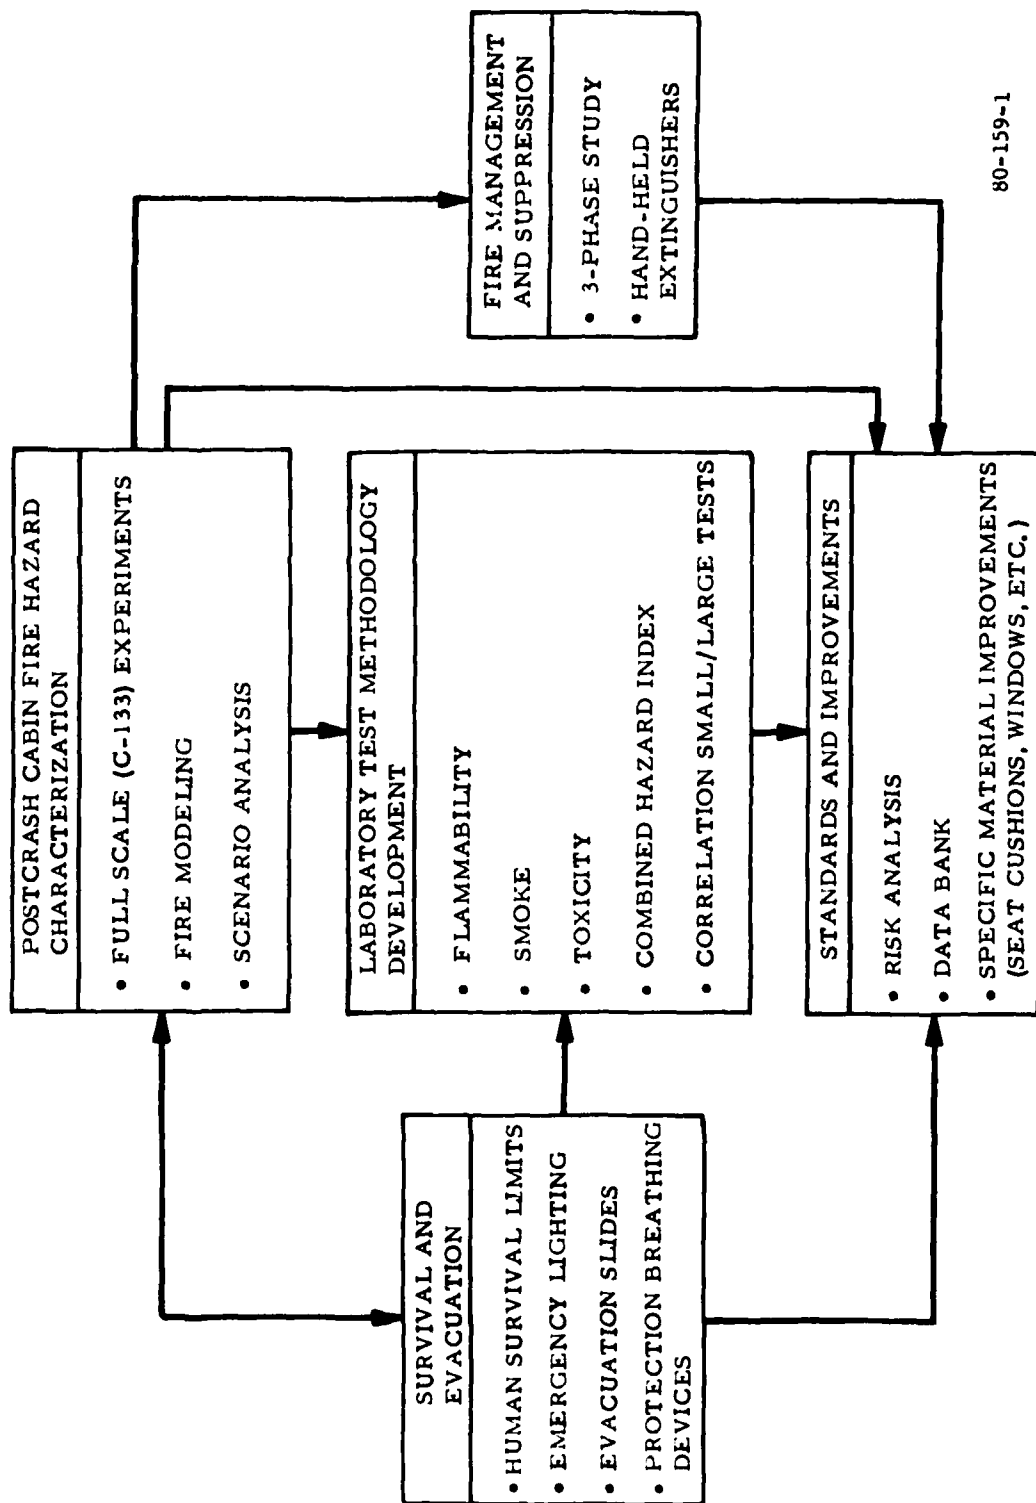 POSTCRASH CABIN FIRE HAZARD
CHARACTERIZATION
• FULL SCALE (C-133) EXPERIMENTS
• FIRE MODELING
• SCENARIO ANALYSIS
SURVIVAL AND
EVACUATION
• HUMAN SURVIVAL LIMITS
• EMERGENCY LIGHTING
• EVACUATION SLIDES
• PROTECTION BREATHING
DEVICES
LABORATORY TEST METHODOLOGY
DEVELOPMENT
• FLAMMABILITY
• SMOKE
• TOXICITY
• COMBINED HAZARD INDEX
• CORRELATION SMALL/LARGE TESTS
FIRE MANAGEMENT
AND SUPPRESSION
• 3-PHASE STUDY
• HAND-HELD
EXTINGUISHERS
STANDARDS AND IMPROVEMENTS
• RISK ANALYSIS
• DATA BANK
• SPECIFIC MATERIAL IMPROVEMENTS
(SEAT CUSHIONS, WINDOWS, ETC.)
80-159-1